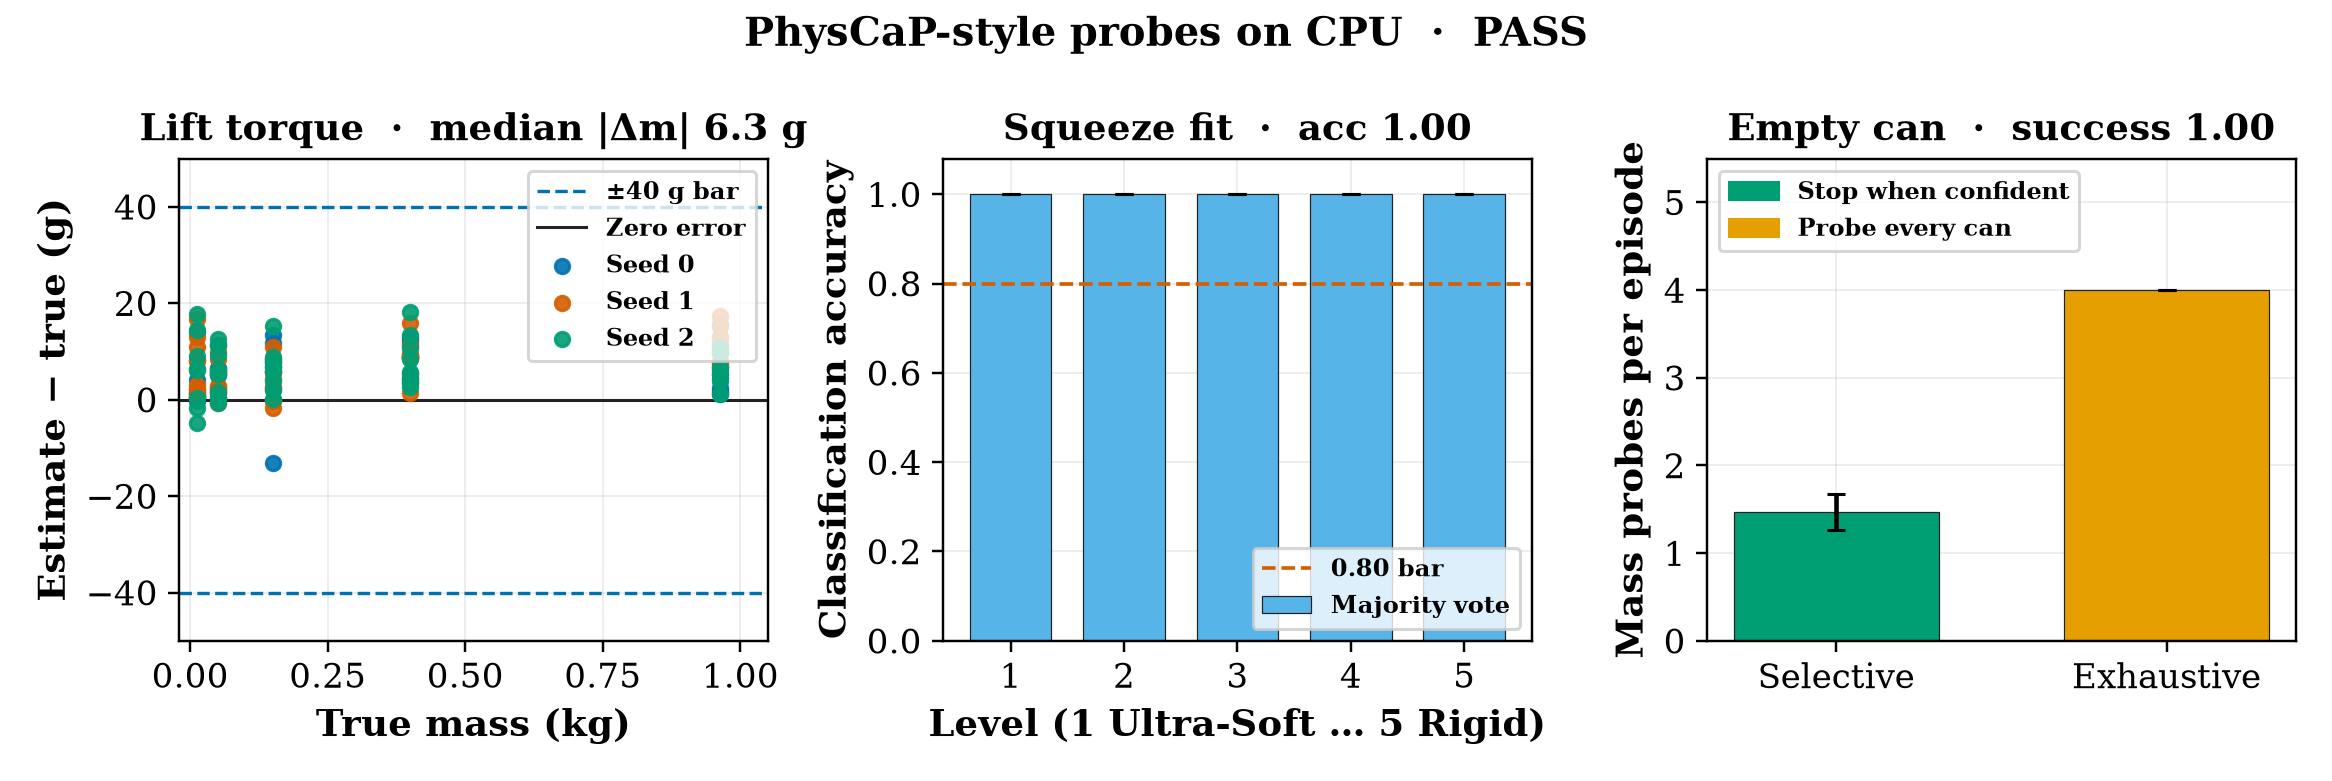 PhysCaP-style probes on CPU · PASS
Lift torque · median |Δm| 6.3 g
Estimate − true (g)
40
20
0
−20
−40
±40 g bar
Zero error
Seed 0
Seed 1
Seed 2
0.00 0.25 0.50 0.75 1.00
True mass (kg)
Squeeze fit · acc 1.00
Classification accuracy
1.0
0.8
0.6
0.4
0.2
0.0
0.80 bar
Majority vote
1 2 3 4 5
Level (1 Ultra-Soft ... 5 Rigid)
Empty can · success 1.00
Mass probes per episode
5
4
3
2
1
0
Stop when confident
Probe every can
Selective Exhaustive